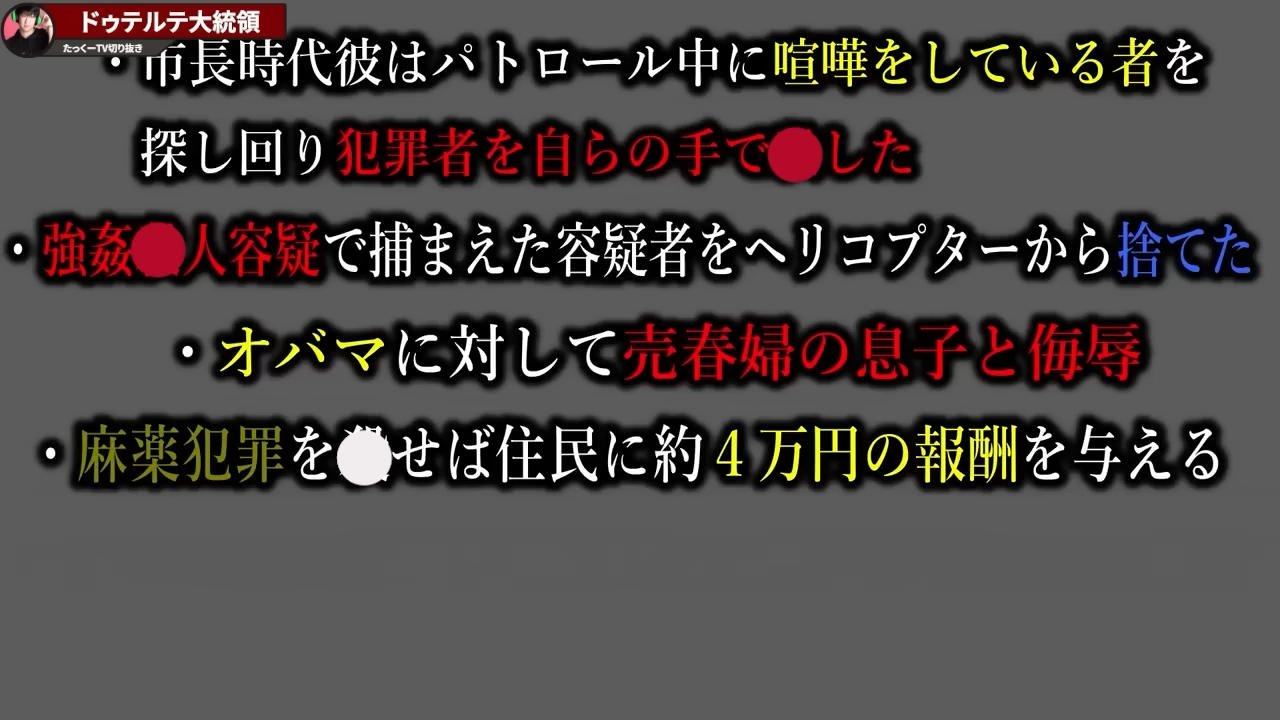 ドゥテルテ大統領
たっくーTV切り抜き
・市長時代彼はパトロール中に喧嘩をしている者を
探し回り犯罪者を自らの手で●した
・強姦●人容疑で捕まえた容疑者をヘリコプターから捨てた
・オバマに対して売春婦の息子と侮辱
・麻薬犯罪を●せば住民に約４万円の報酬を与える